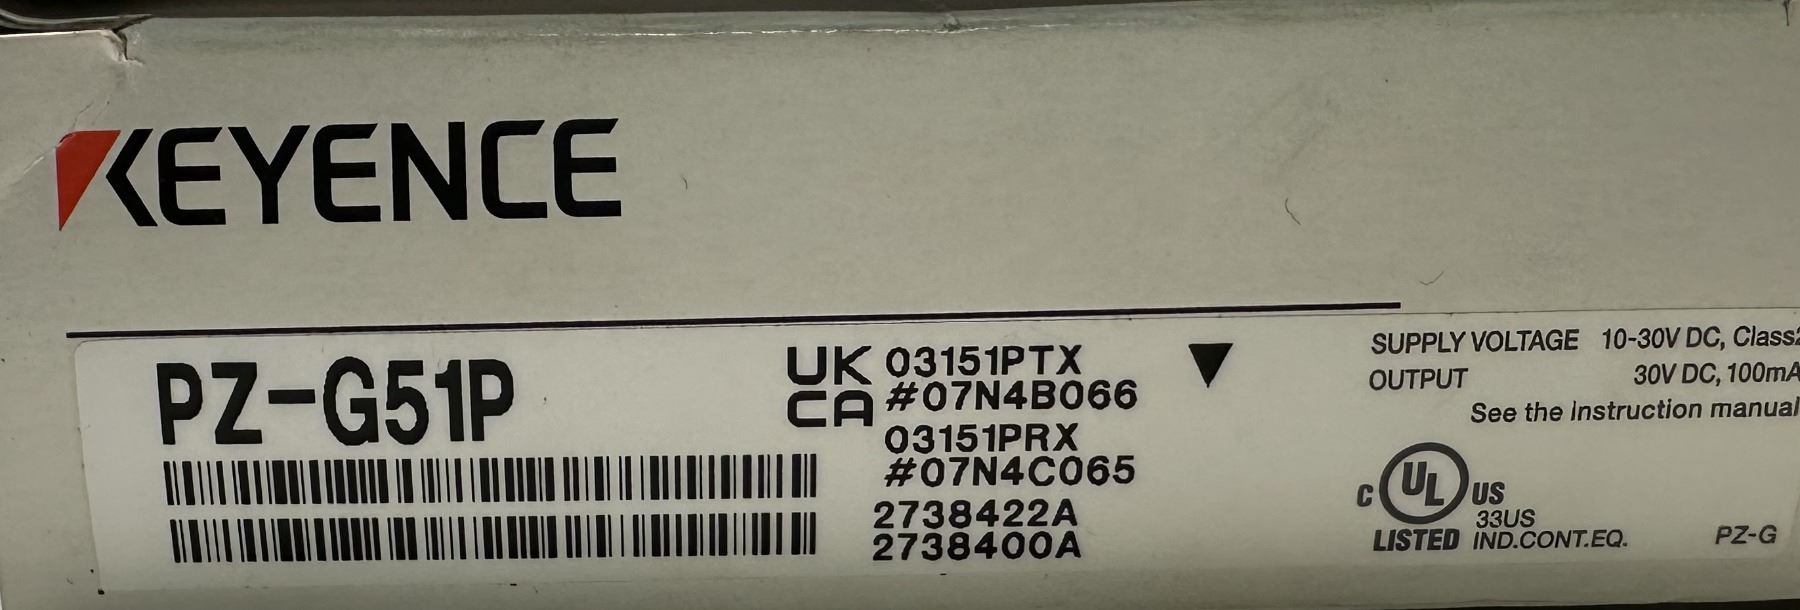 KEYENCE
PZ-G51P
UK
CA
03151PTX
#07N4B066
03151PRX
#07N4C065
2738422A
2738400A
SUPPLY VOLTAGE 10-30V DC, Class2
OUTPUT 30V DC, 100mA
See the instruction manual
C UL US
LISTED
33US
IND.CONT.EQ.
PZ-G